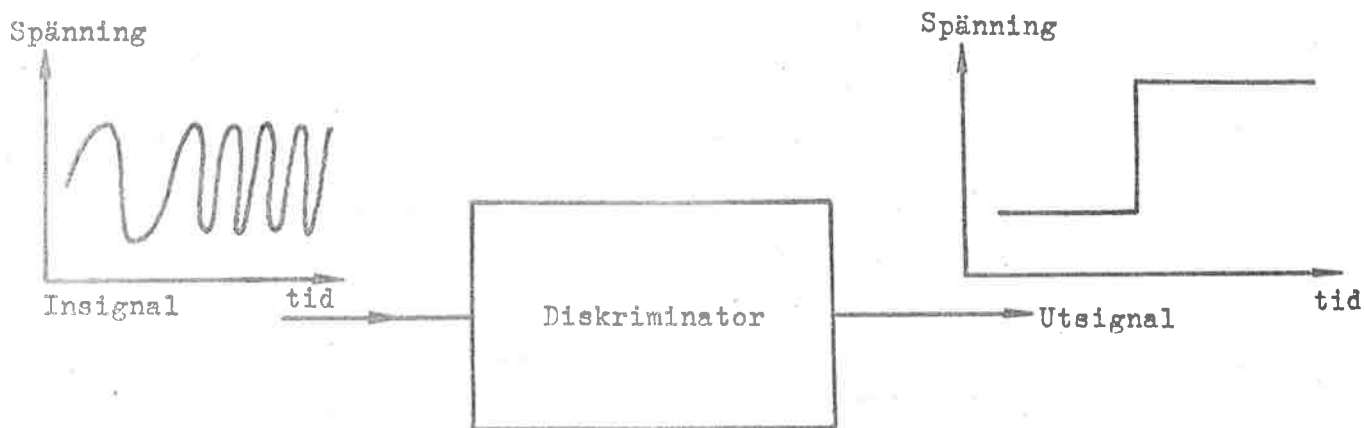 Spänning
Spänning
Insignal
tid
Diskriminator
Utsignal
tid